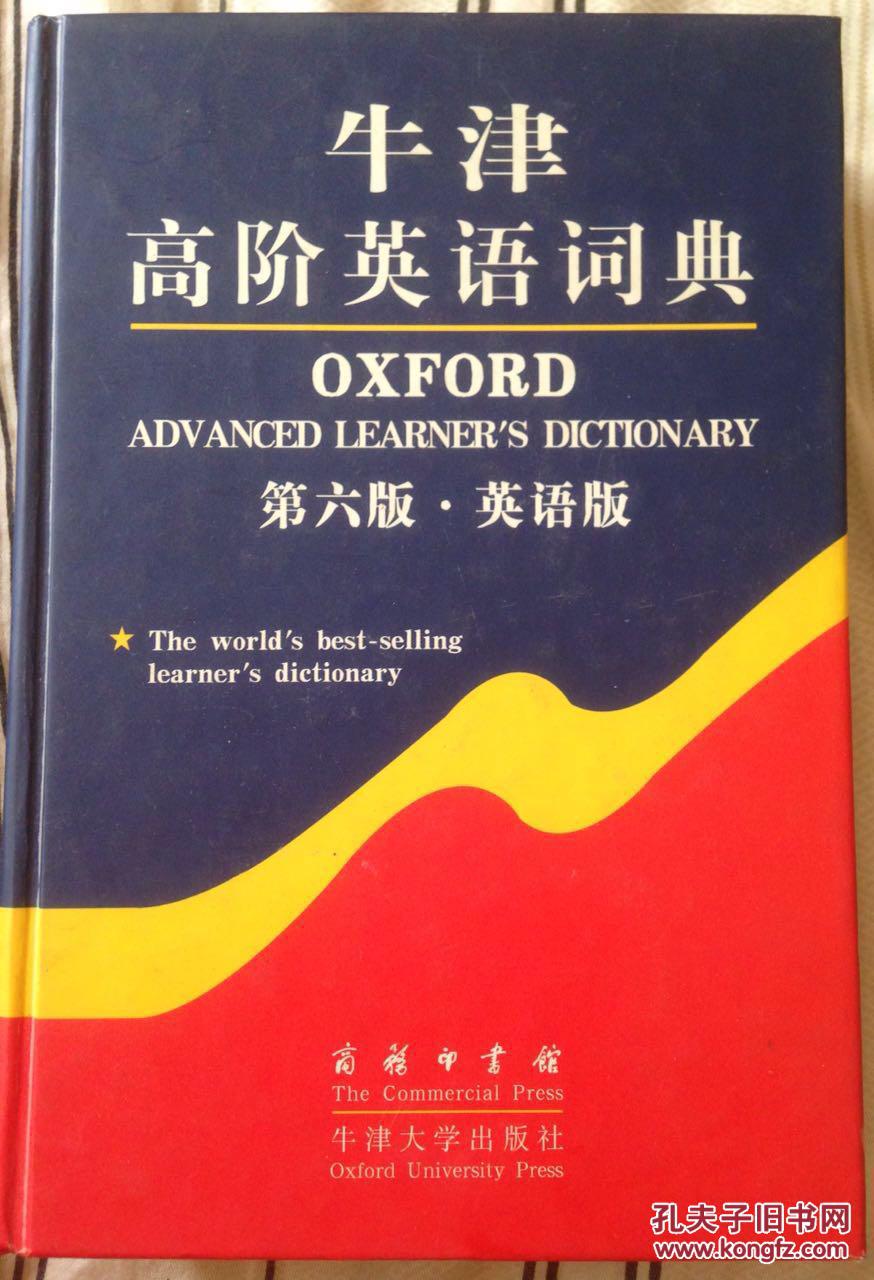 牛津
高阶英语词典
OXFORD
ADVANCED LEARNER'S DICTIONARY
第六版·英语版
★ The world's best-selling
learner's dictionary
商務印書館
The Commercial Press
牛津大学出版社
Oxford University Press
孔夫子旧书网
www.kongfz.com